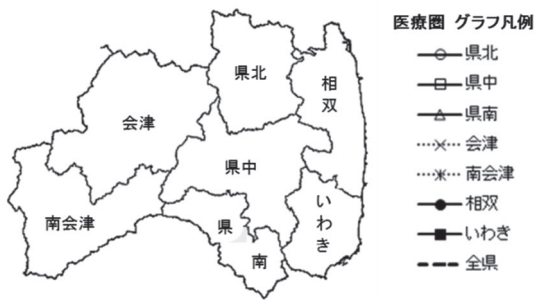 医療圏 グラフ凡例
県北
県中
県南
会津
南会津
相双
いわき
全県
県北
相
双
会津
県中
南会津
県
南
い
わ
き